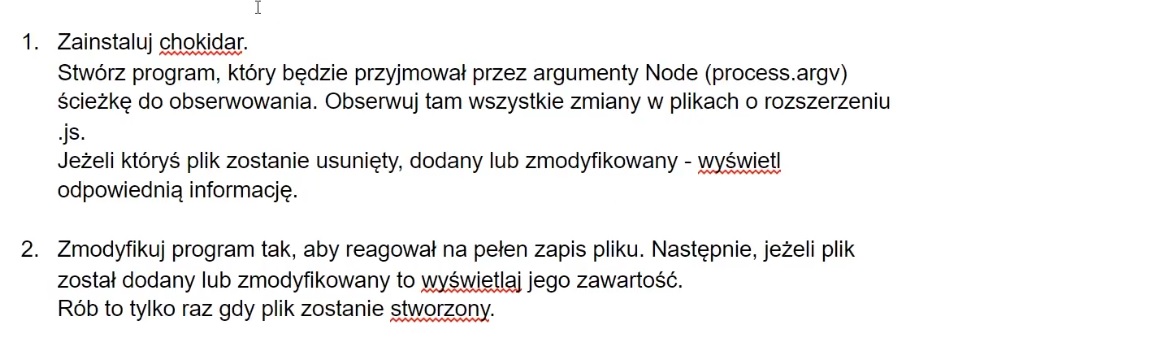 1. Zainstaluj chokidar.
Stwórz program, który będzie przyjmował przez argumenty Node (process.argv)
ścieżkę do obserwowania. Obserwuj tam wszystkie zmiany w plikach o rozszerzeniu
.js.
Jeżeli któryś plik zostanie usunięty, dodany lub zmodyfikowany - wyświetl
odpowiednią informację.
2. Zmodyfikuj program tak, aby reagował na pełen zapis pliku. Następnie, jeżeli plik
został dodany lub zmodyfikowany to wyświetlaj jego zawartość.
Rób to tylko raz gdy plik zostanie stworzony.